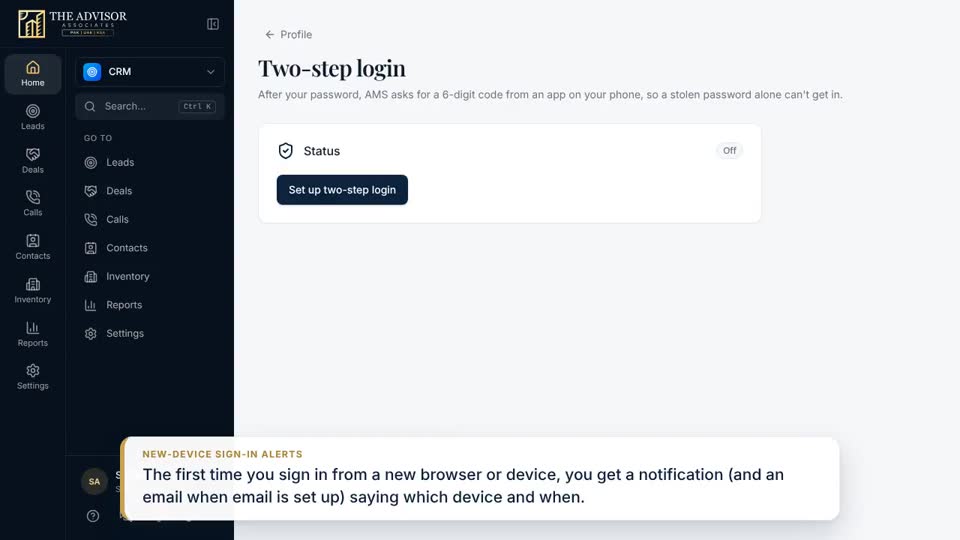 THE ADVISOR
ASSOCIATES
PAK | UAE | KSA
Home
Leads
Deals
Calls
Contacts
Inventory
Reports
Settings
CRM
Search...
Ctrl K
GO TO
Leads
Deals
Calls
Contacts
Inventory
Reports
Settings
SA
Profile
Two-step login
After your password, AMS asks for a 6-digit code from an app on your phone, so a stolen password alone can't get in.
Status
Off
Set up two-step login
NEW-DEVICE SIGN-IN ALERTS
The first time you sign in from a new browser or device, you get a notification (and an
email when email is set up) saying which device and when.